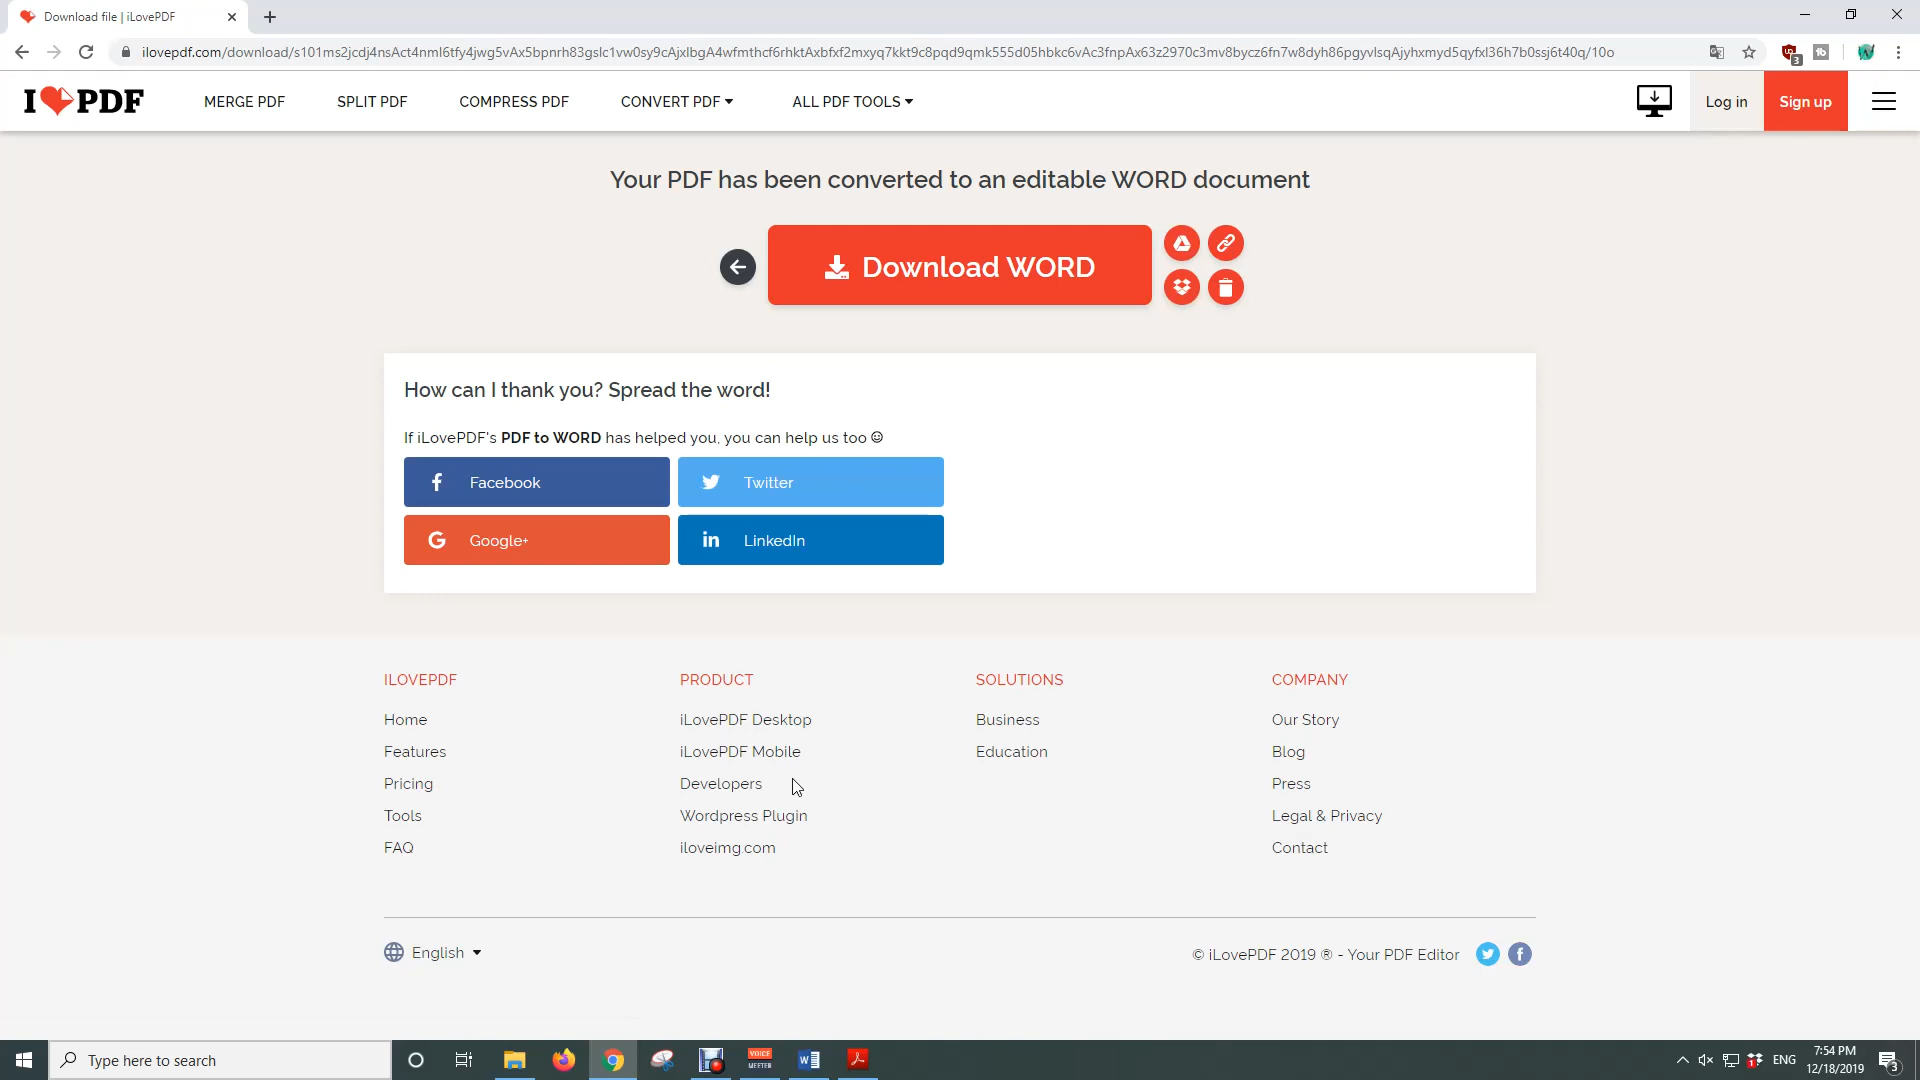 Download file | iLovePDF
ilovepdf.com/download/s101ms2jcdj4nsAct4nml6tfy4jwg5vAx5bpnrh83gslc1vw0sy9cAjxlbgA4wfmthcf6rhktAxbfxf2mxyq7kkt9c8pqd9qmk555d05hbkc6vAc3fnpAx63z2970c3mv8bycz6fn7w8dyh86pgyvlsqAjyhxmyd5qyfxl36h7b0ssj6t40q/10o
3
I PDF
MERGE PDF
SPLIT PDF
COMPRESS PDF
CONVERT PDF
ALL PDF TOOLS
Log in
Sign up
Your PDF has been converted to an editable WORD document
Download WORD
How can I thank you? Spread the word!
If iLovePDF's PDF to WORD has helped you, you can help us too
Facebook
Twitter
Google+
LinkedIn
ILOVEPDF
Home
Features
Pricing
Tools
FAQ
PRODUCT
iLovePDF Desktop
iLovePDF Mobile
Developers
Wordpress Plugin
iloveimg.com
SOLUTIONS
Business
Education
COMPANY
Our Story
Blog
Press
Legal & Privacy
Contact
English
© iLovePDF 2019 ® - Your PDF Editor
Type here to search
VOICE
MEETER
ENG
7:54 PM
12/18/2019
3